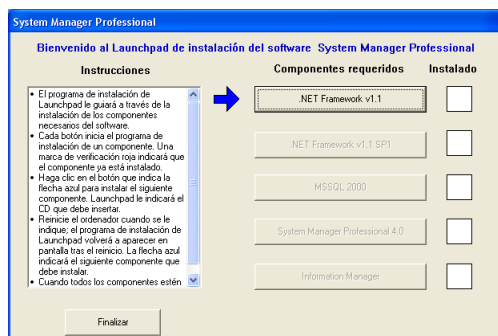 System Manager Professional
Bienvenido al Launchpad de instalación del software System Manager Professional
Instrucciones
Componentes requeridos
Instalado
• El programa de instalación de
Launchpad le guiará a través de la
instalación de los componentes
necesarios del software.
• Cada botón inicia el programa de
instalación de un componente. Una
marca de verificación roja indicará que
el componente ya está instalado.
• Haga clic en el botón que indica la
flecha azul para instalar el siguiente
componente. Launchpad le indicará el
CD que debe insertar.
• Reinicie el ordenador cuando se le
indique; el programa de instalación de
Launchpad volverá a aparecer en
pantalla tras el reinicio. La flecha azul
indicará el siguiente componente que
debe instalar.
• Cuando todos los componentes estén
.NET Framework v1.1
.NET Framework v1.1 SP1
MSSQL 2000
System Manager Professional 4.0
Information Manager
Finalizar